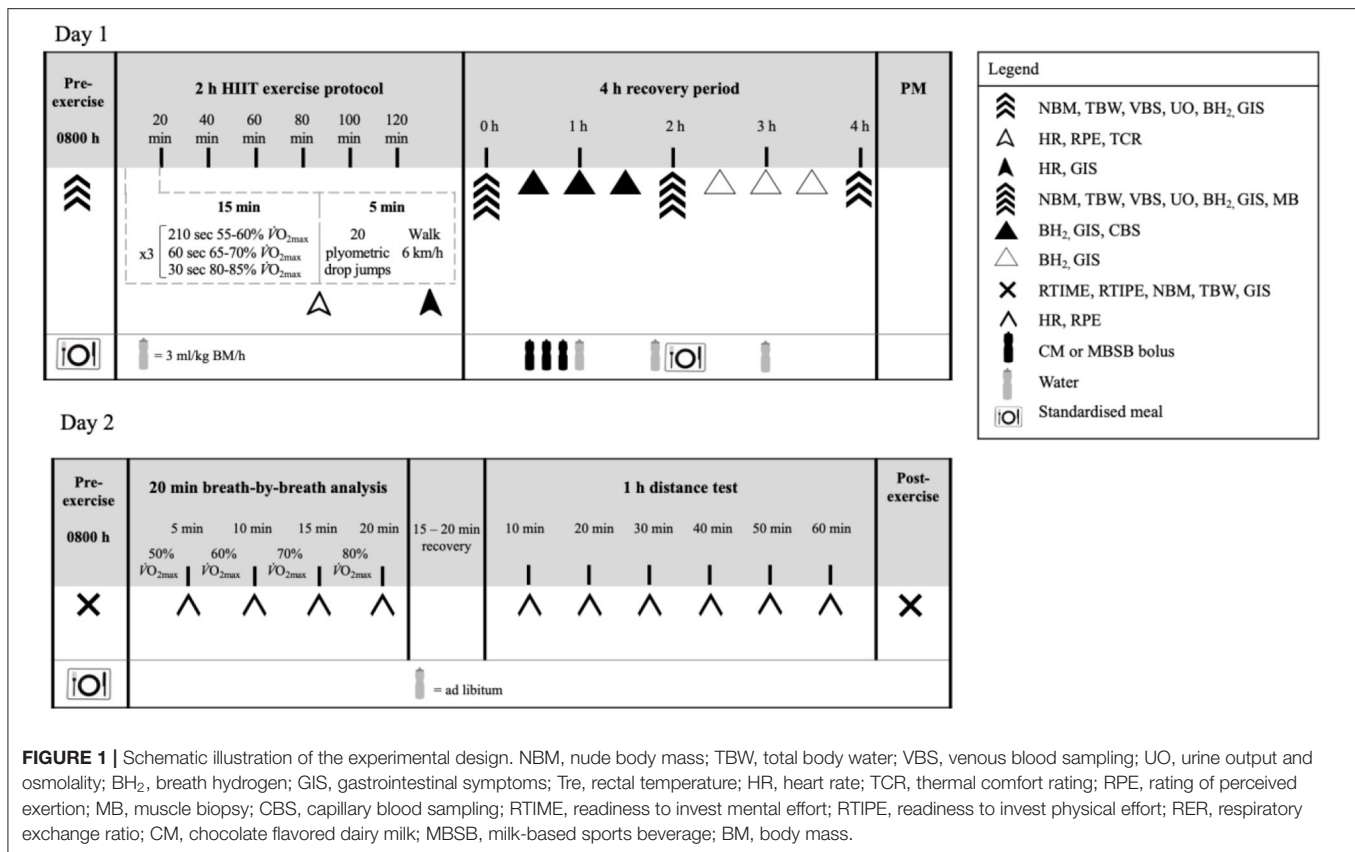 Day 1
Pre-
exercise
0800 h
2 h HIIT exercise protocol
20 40 60 80 100 120
min min min min min min
15 min 5 min
x3
210 sec 55-60% V̇O2max
60 sec 65-70% V̇O2max
30 sec 80-85% V̇O2max
20
plyometric
drop jumps
Walk
6 km/h
= 3 ml/kg BM/h
4 h recovery period
0 h 1 h 2 h 3 h 4 h
PM
Legend
NBM, TBW, VBS, UO, BH2, GIS
HR, RPE, TCR
HR, GIS
NBM, TBW, VBS, UO, BH2, GIS, MB
BH2, GIS, CBS
BH2, GIS
RTIME, RTIPE, NBM, TBW, GIS
HR, RPE
CM or MBSB bolus
Water
Standardised meal
Day 2
Pre-
exercise
0800 h
20 min breath-by-breath analysis
5 min 10 min 15 min 20 min
50% 60% 70% 80%
V̇O2max V̇O2max V̇O2max V̇O2max
15 – 20 min
recovery
= ad libitum
1 h distance test
10 min 20 min 30 min 40 min 50 min 60 min
Post-
exercise
FIGURE 1 | Schematic illustration of the experimental design. NBM, nude body mass; TBW, total body water; VBS, venous blood sampling; UO, urine output and
osmolality; BH2, breath hydrogen; GIS, gastrointestinal symptoms; Tre, rectal temperature; HR, heart rate; TCR, thermal comfort rating; RPE, rating of perceived
exertion; MB, muscle biopsy; CBS, capillary blood sampling; RTIME, readiness to invest mental effort; RTIPE, readiness to invest physical effort; RER, respiratory
exchange ratio; CM, chocolate flavored dairy milk; MBSB, milk-based sports beverage; BM, body mass.